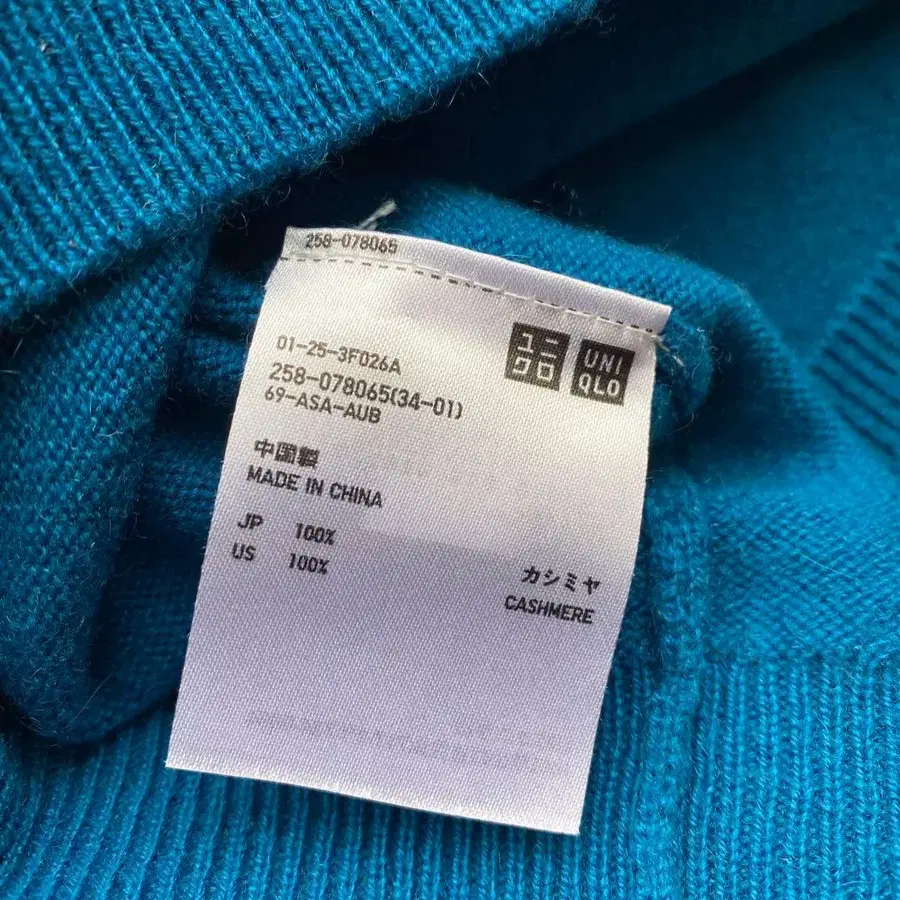 258-078065
ユニ
クロ
UNI
QLO
01-25-3F026A
258-078065(34-01)
69-ASA-AUB
中国製
MADE IN CHINA
JP 100%
US 100%
カシミヤ
CASHMERE